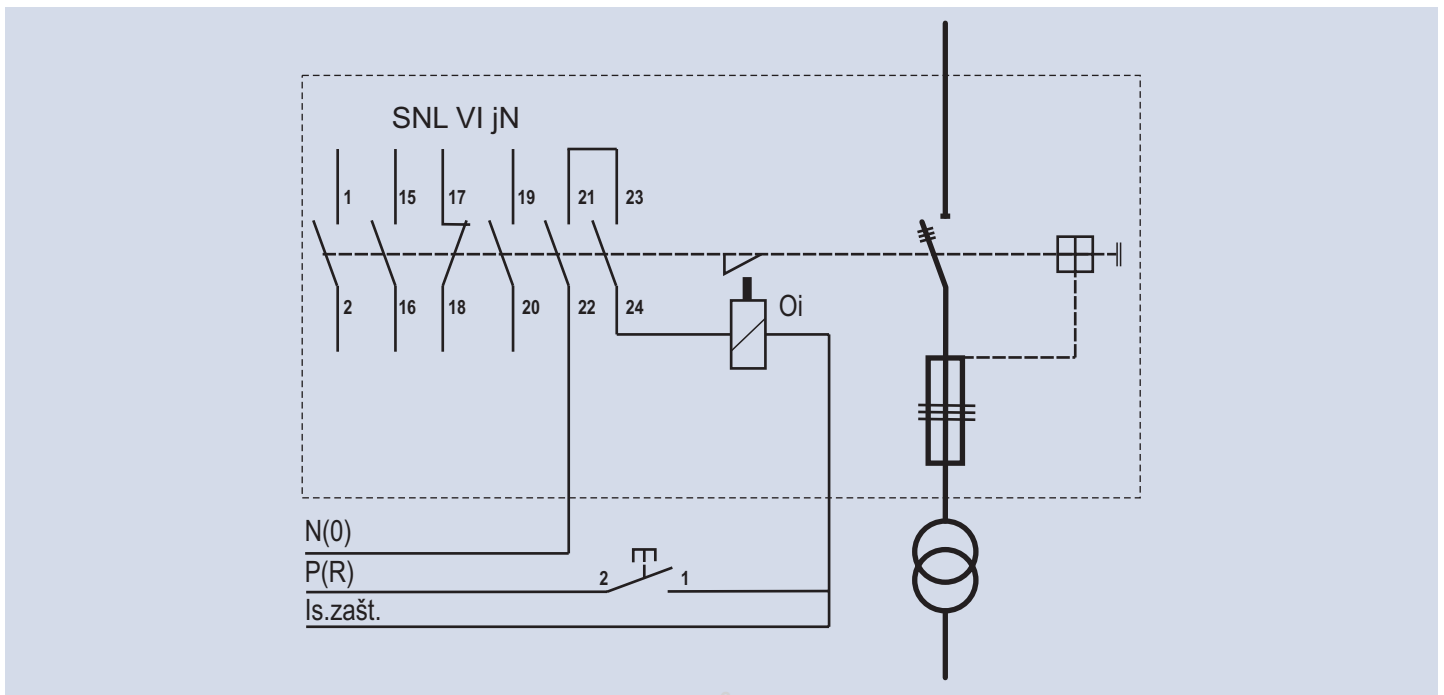 SNL VI jN
1 15 17 19 21 23
2 16 18 20 22 24
Oi
N(0)
P(R)
2 1
Is.zašt.